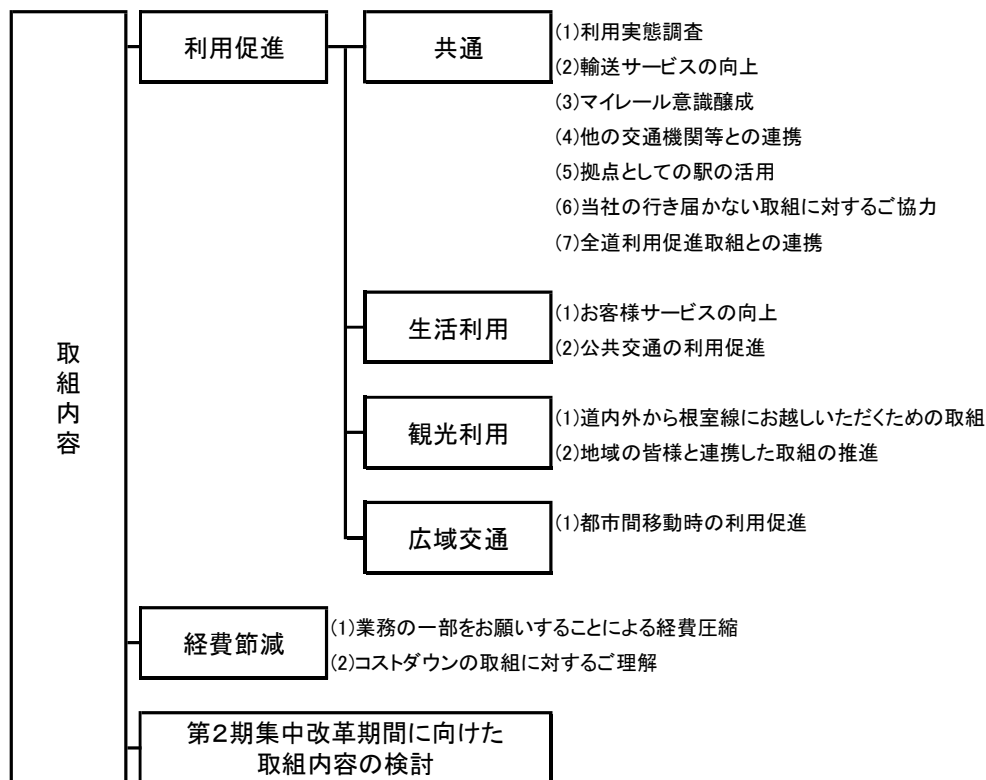 取組内容
利用促進
共通
(1)利用実態調査
(2)輸送サービスの向上
(3)マイレール意識醸成
(4)他の交通機関等との連携
(5)拠点としての駅の活用
(6)当社の行き届かない取組に対するご協力
(7)全道利用促進取組との連携
生活利用
(1)お客様サービスの向上
(2)公共交通の利用促進
観光利用
(1)道内外から根室線にお越しいただくための取組
(2)地域の皆様と連携した取組の推進
広域交通
(1)都市間移動時の利用促進
経費節減
(1)業務の一部をお願いすることによる経費圧縮
(2)コストダウンの取組に対するご理解
第2期集中改革期間に向けた
取組内容の検討